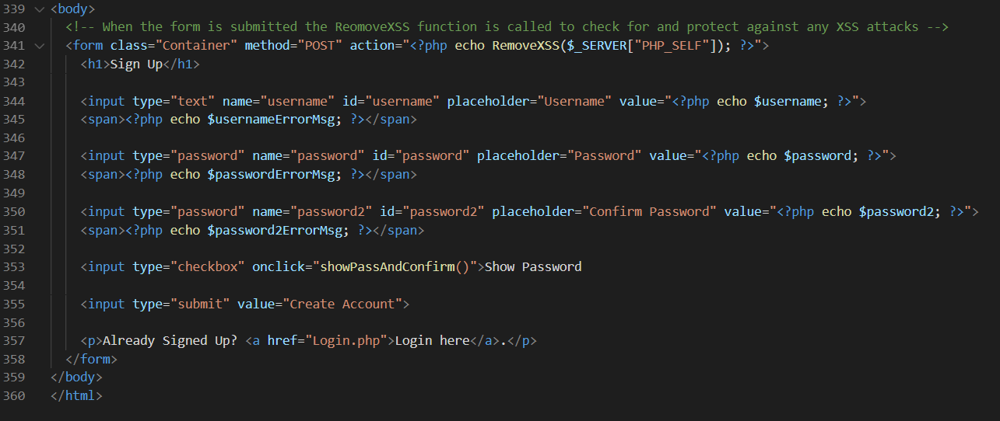 339 <body>
340 <!-- When the form is submitted the ReomoveXSS function is called to check for and protect against any XSS attacks -->
341 <form class="Container" method="POST" action="<?php echo RemoveXSS($_SERVER["PHP_SELF"]); ?>">
342 <h1>Sign Up</h1>
343
344 <input type="text" name="username" id="username" placeholder="Username" value="<?php echo $username; ?>">
345 <span><?php echo $usernameErrorMsg; ?></span>
346
347 <input type="password" name="password" id="password" placeholder="Password" value="<?php echo $password; ?>">
348 <span><?php echo $passwordErrorMsg; ?></span>
349
350 <input type="password" name="password2" id="password2" placeholder="Confirm Password" value="<?php echo $password2; ?>">
351 <span><?php echo $password2ErrorMsg; ?></span>
352
353 <input type="checkbox" onclick="showPassAndConfirm()">Show Password
354
355 <input type="submit" value="Create Account">
356
357 <p>Already Signed Up? <a href="Login.php">Login here</a>.</p>
358 </form>
359 </body>
360 </html>